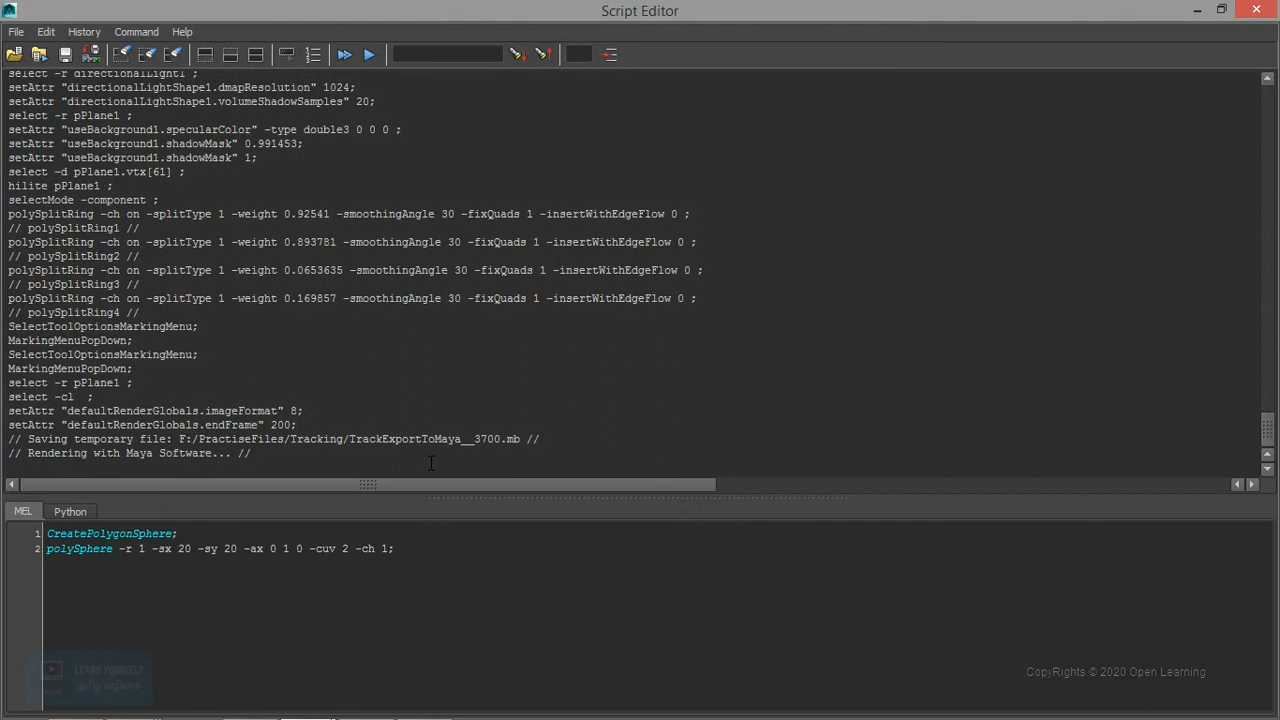 Script Editor
File Edit History Command Help
select -r directionalLight1 ;
setAttr "directionalLightShape1.dmapResolution" 1024;
setAttr "directionalLightShape1.volumeShadowSamples" 20;
select -r pPlane1 ;
setAttr "useBackground1.specularColor" -type double3 0 0 0 ;
setAttr "useBackground1.shadowMask" 0.991453;
setAttr "useBackground1.shadowMask" 1;
select -d pPlane1.vtx[61] ;
hilite pPlane1 ;
selectMode -component ;
polySplitRing -ch on -splitType 1 -weight 0.92541 -smoothingAngle 30 -fixQuads 1 -insertWithEdgeFlow 0 ;
// polySplitRing1 //
polySplitRing -ch on -splitType 1 -weight 0.893781 -smoothingAngle 30 -fixQuads 1 -insertWithEdgeFlow 0 ;
// polySplitRing2 //
polySplitRing -ch on -splitType 1 -weight 0.0653635 -smoothingAngle 30 -fixQuads 1 -insertWithEdgeFlow 0 ;
// polySplitRing3 //
polySplitRing -ch on -splitType 1 -weight 0.169857 -smoothingAngle 30 -fixQuads 1 -insertWithEdgeFlow 0 ;
// polySplitRing4 //
SelectToolOptionsMarkingMenu;
MarkingMenuPopDown;
SelectToolOptionsMarkingMenu;
MarkingMenuPopDown;
select -r pPlane1 ;
select -cl  ;
setAttr "defaultRenderGlobals.imageFormat" 8;
setAttr "defaultRenderGlobals.endFrame" 200;
// Saving temporary file: F:/PractiseFiles/Tracking/TrackExportToMaya__3700.mb //
// Rendering with Maya Software... //
MEL Python
1 CreatePolygonSphere;
2 polySphere -r 1 -sx 20 -sy 20 -ax 0 1 0 -cuv 2 -ch 1;
LEARN YOURSELF
CopyRights © 2020 Open Learning